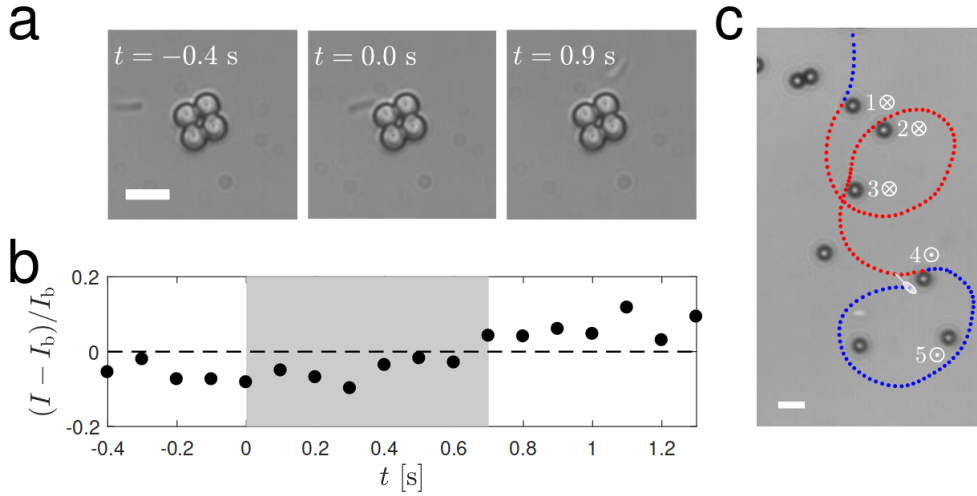 a
t = −0.4 s
t = 0.0 s
t = 0.9 s
b
(I − I_b)/I_b
0.2
0
-0.2
-0.4
-0.2
0
0.2
0.4
0.6
0.8
1
1.2
t [s]
c
1⊗
2⊗
3⊗
4⊙
5⊙